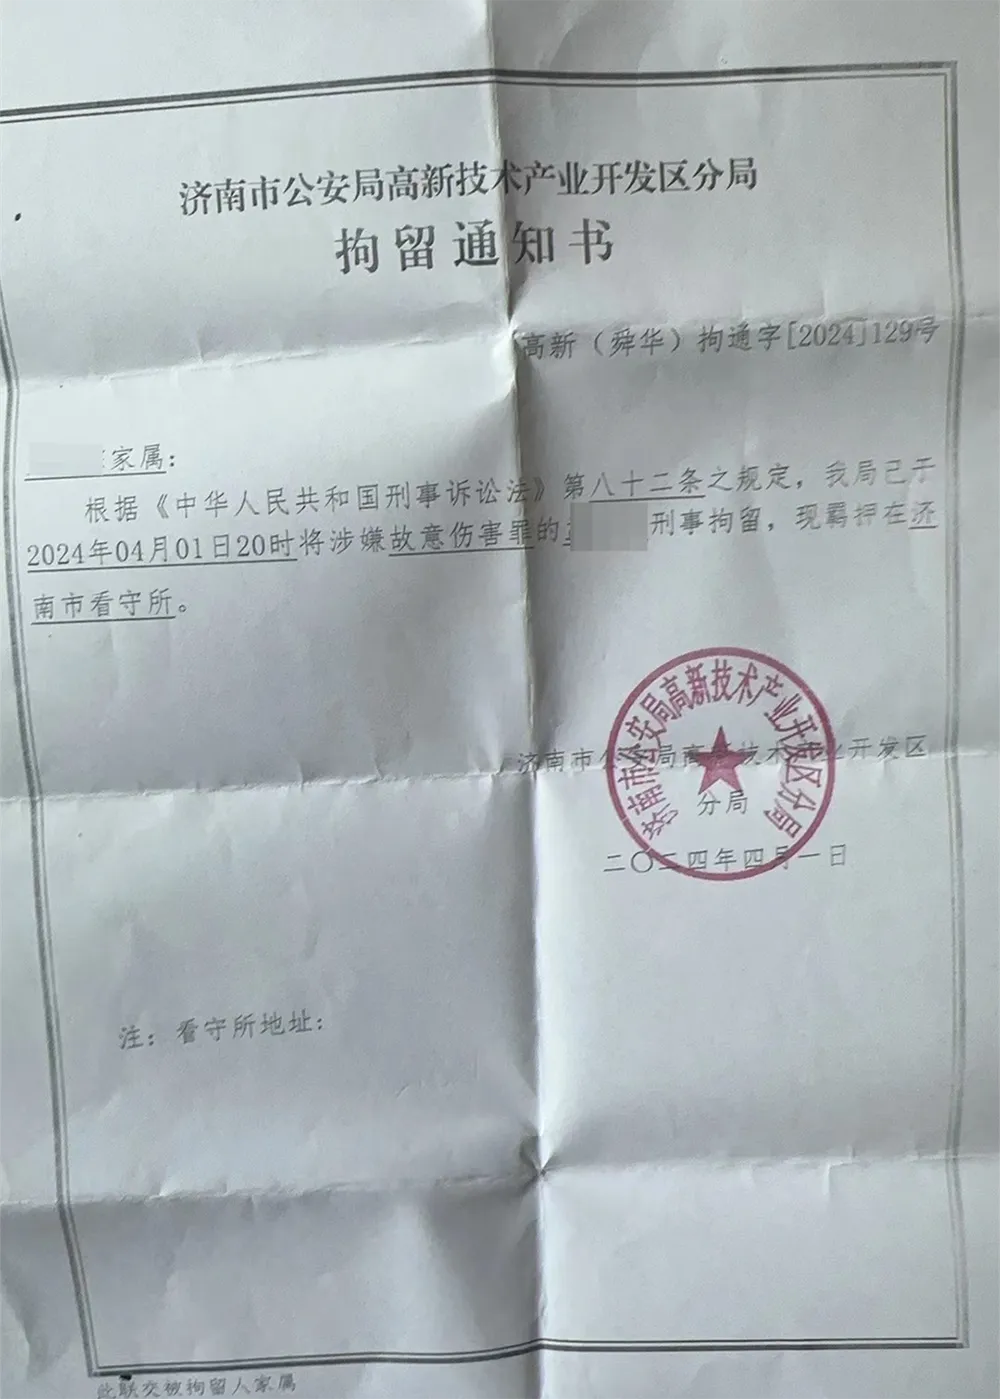 济南市公安局高新技术产业开发区分局
拘留通知书
高新（舜华）拘通字[2024]129号
家属：
根据《中华人民共和国刑事诉讼法》第八十二条之规定，我局已于
2024年04月01日20时将涉嫌故意伤害罪的 刑事拘留，现羁押在济
南市看守所。
济南市公安局高新技术产业开发区分局
济南市公安局高新技术产业开发区
分局
二〇二四年四月一日
注：看守所地址：
此联交被拘留人家属